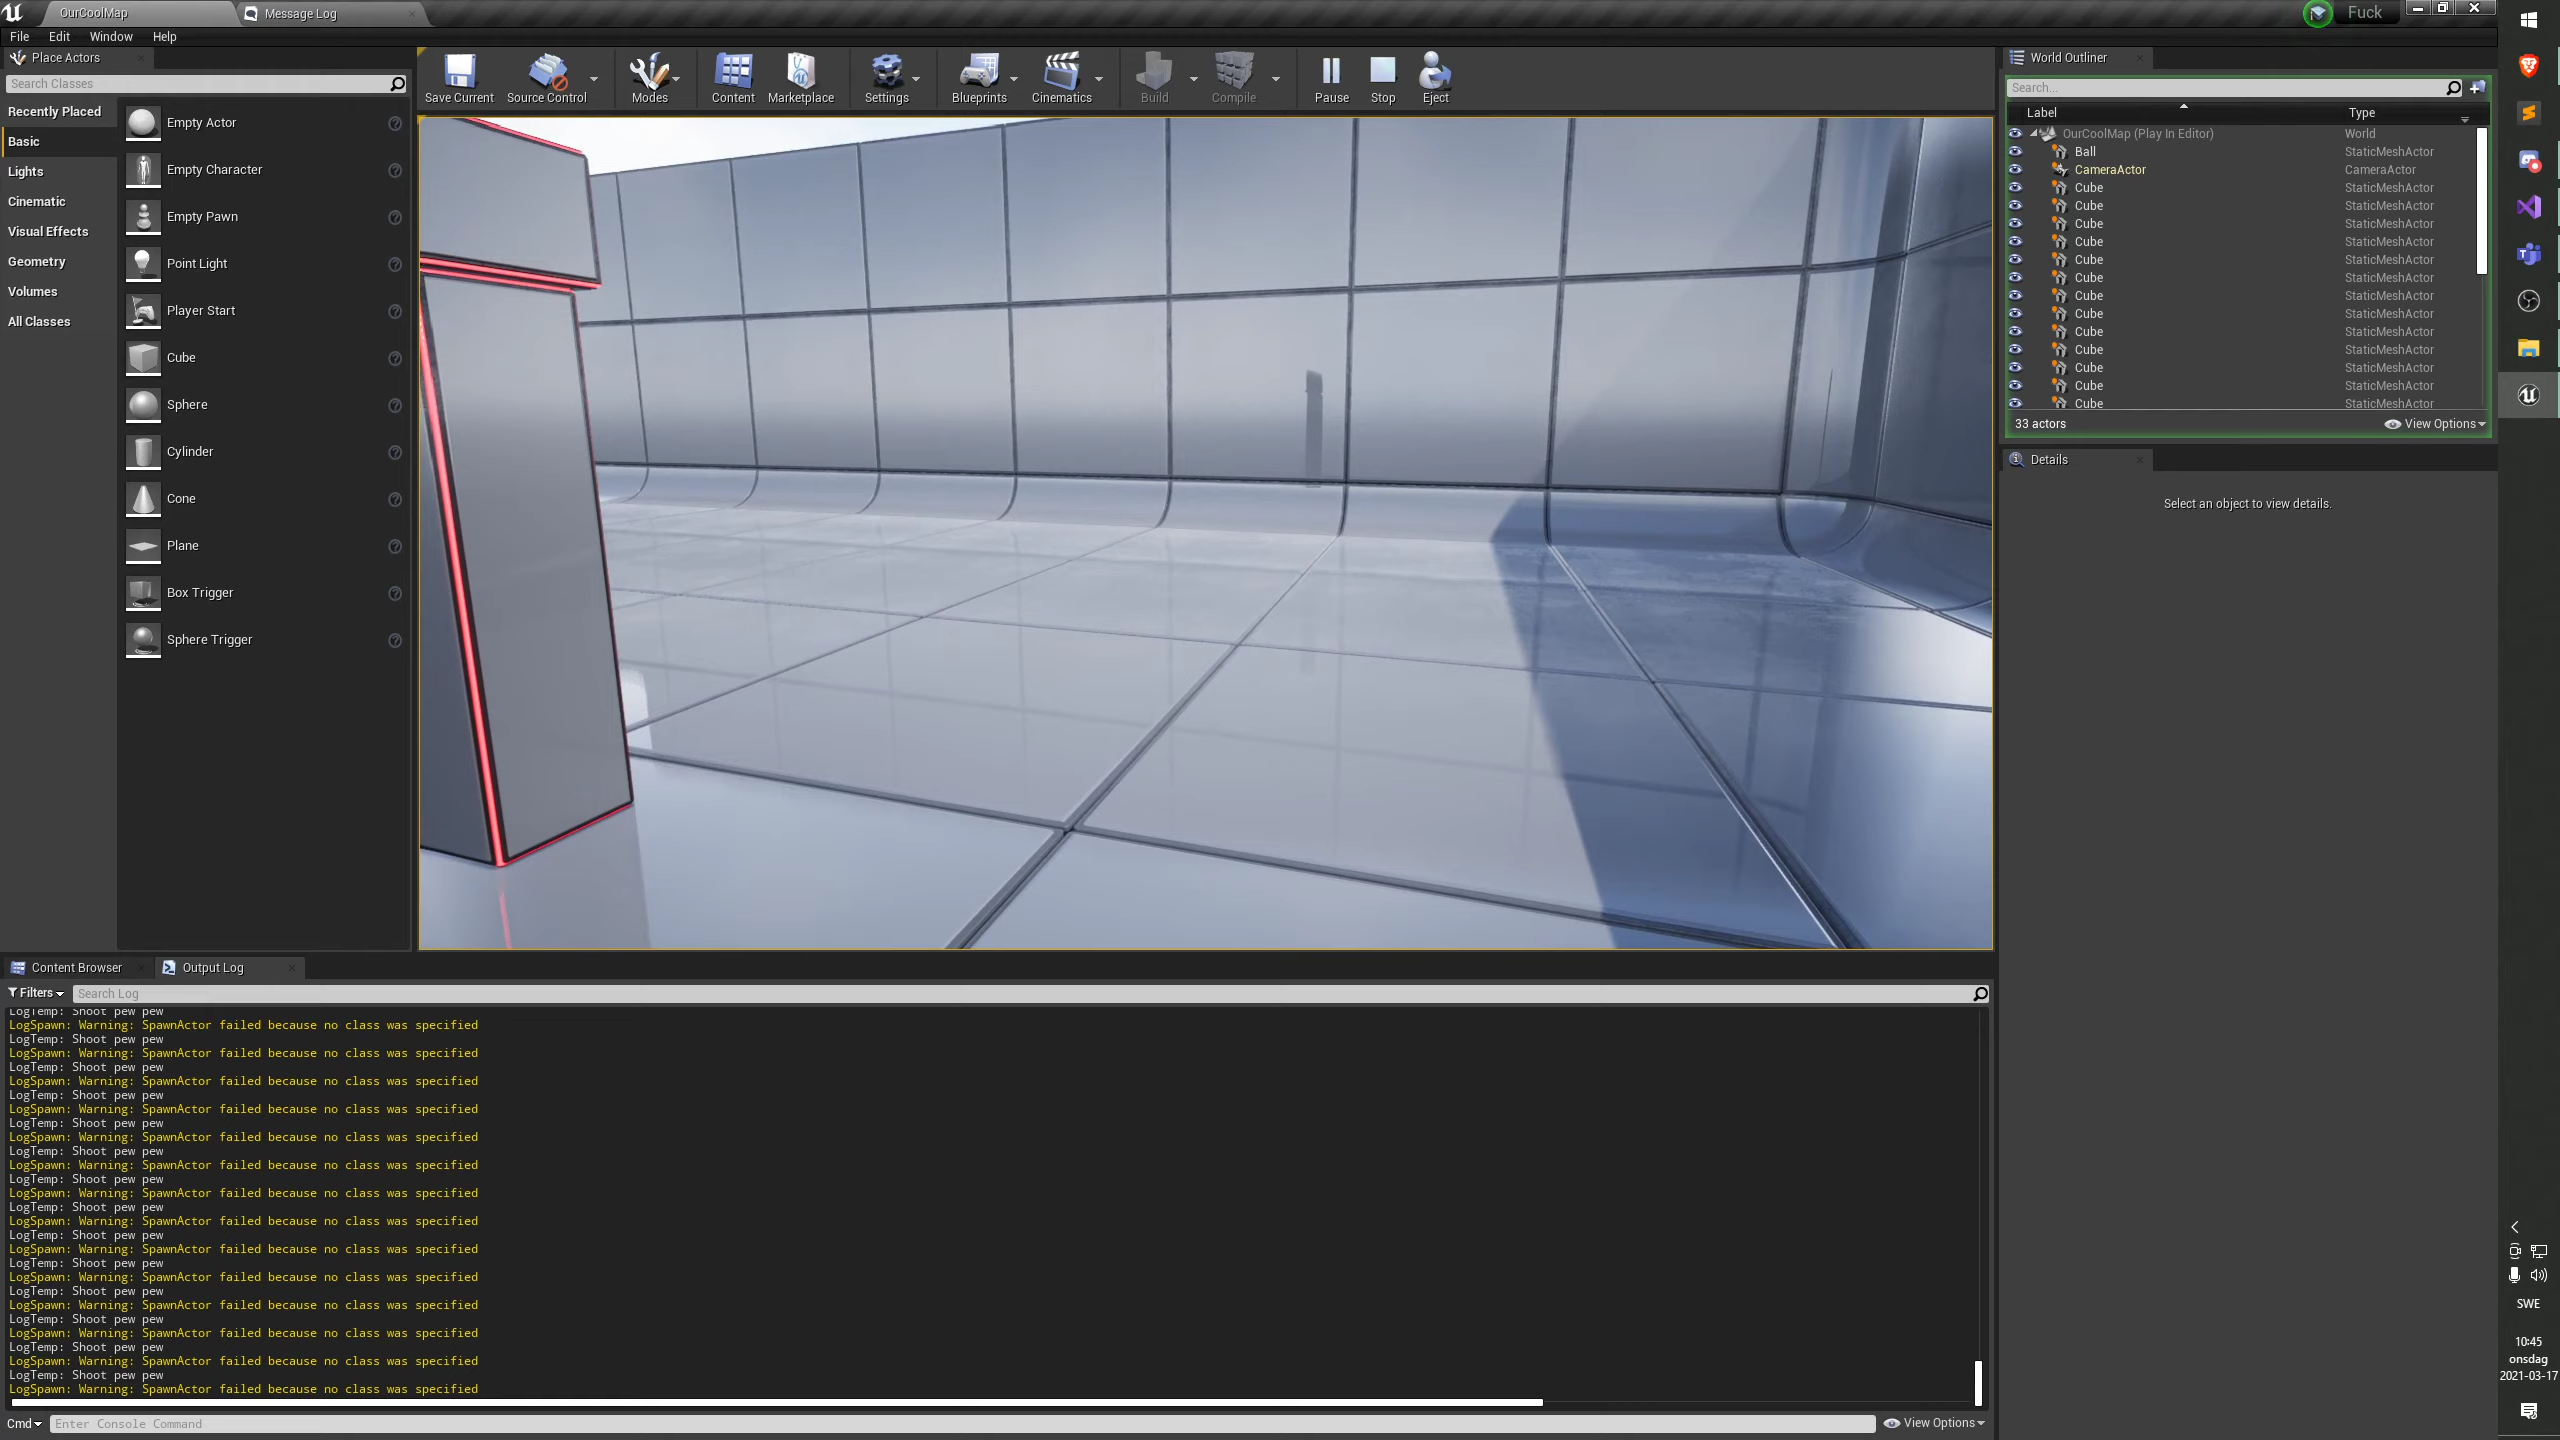 OurCoolMap
Message Log
Fuck
File Edit Window Help
Place Actors
Search Classes
Recently Placed
Basic
Lights
Cinematic
Visual Effects
Geometry
Volumes
All Classes
Empty Actor
Empty Character
Empty Pawn
Point Light
Player Start
Cube
Sphere
Cylinder
Cone
Plane
Box Trigger
Sphere Trigger
Save Current Source Control Modes Content Marketplace Settings Blueprints Cinematics Build Compile Pause Stop Eject
World Outliner
Search...
Label Type
OurCoolMap (Play In Editor) World
Ball StaticMeshActor
CameraActor CameraActor
Cube StaticMeshActor
Cube StaticMeshActor
Cube StaticMeshActor
Cube StaticMeshActor
Cube StaticMeshActor
Cube StaticMeshActor
Cube StaticMeshActor
Cube StaticMeshActor
Cube StaticMeshActor
Cube StaticMeshActor
Cube StaticMeshActor
Cube StaticMeshActor
Cube StaticMeshActor
33 actors View Options
Details
Select an object to view details.
Content Browser Output Log
Filters Search Log
LogTemp: Shoot pew pew
LogSpawn: Warning: SpawnActor failed because no class was specified
LogTemp: Shoot pew pew
LogSpawn: Warning: SpawnActor failed because no class was specified
LogTemp: Shoot pew pew
LogSpawn: Warning: SpawnActor failed because no class was specified
LogTemp: Shoot pew pew
LogSpawn: Warning: SpawnActor failed because no class was specified
LogTemp: Shoot pew pew
LogSpawn: Warning: SpawnActor failed because no class was specified
LogTemp: Shoot pew pew
LogSpawn: Warning: SpawnActor failed because no class was specified
LogTemp: Shoot pew pew
LogSpawn: Warning: SpawnActor failed because no class was specified
LogTemp: Shoot pew pew
LogSpawn: Warning: SpawnActor failed because no class was specified
LogTemp: Shoot pew pew
LogSpawn: Warning: SpawnActor failed because no class was specified
LogTemp: Shoot pew pew
LogSpawn: Warning: SpawnActor failed because no class was specified
LogTemp: Shoot pew pew
LogSpawn: Warning: SpawnActor failed because no class was specified
LogTemp: Shoot pew pew
LogSpawn: Warning: SpawnActor failed because no class was specified
LogTemp: Shoot pew pew
LogSpawn: Warning: SpawnActor failed because no class was specified
LogTemp: Shoot pew pew
LogSpawn: Warning: SpawnActor failed because no class was specified
Cmd Enter Console Command View Options
SWE
10:45
onsdag
2021-03-17